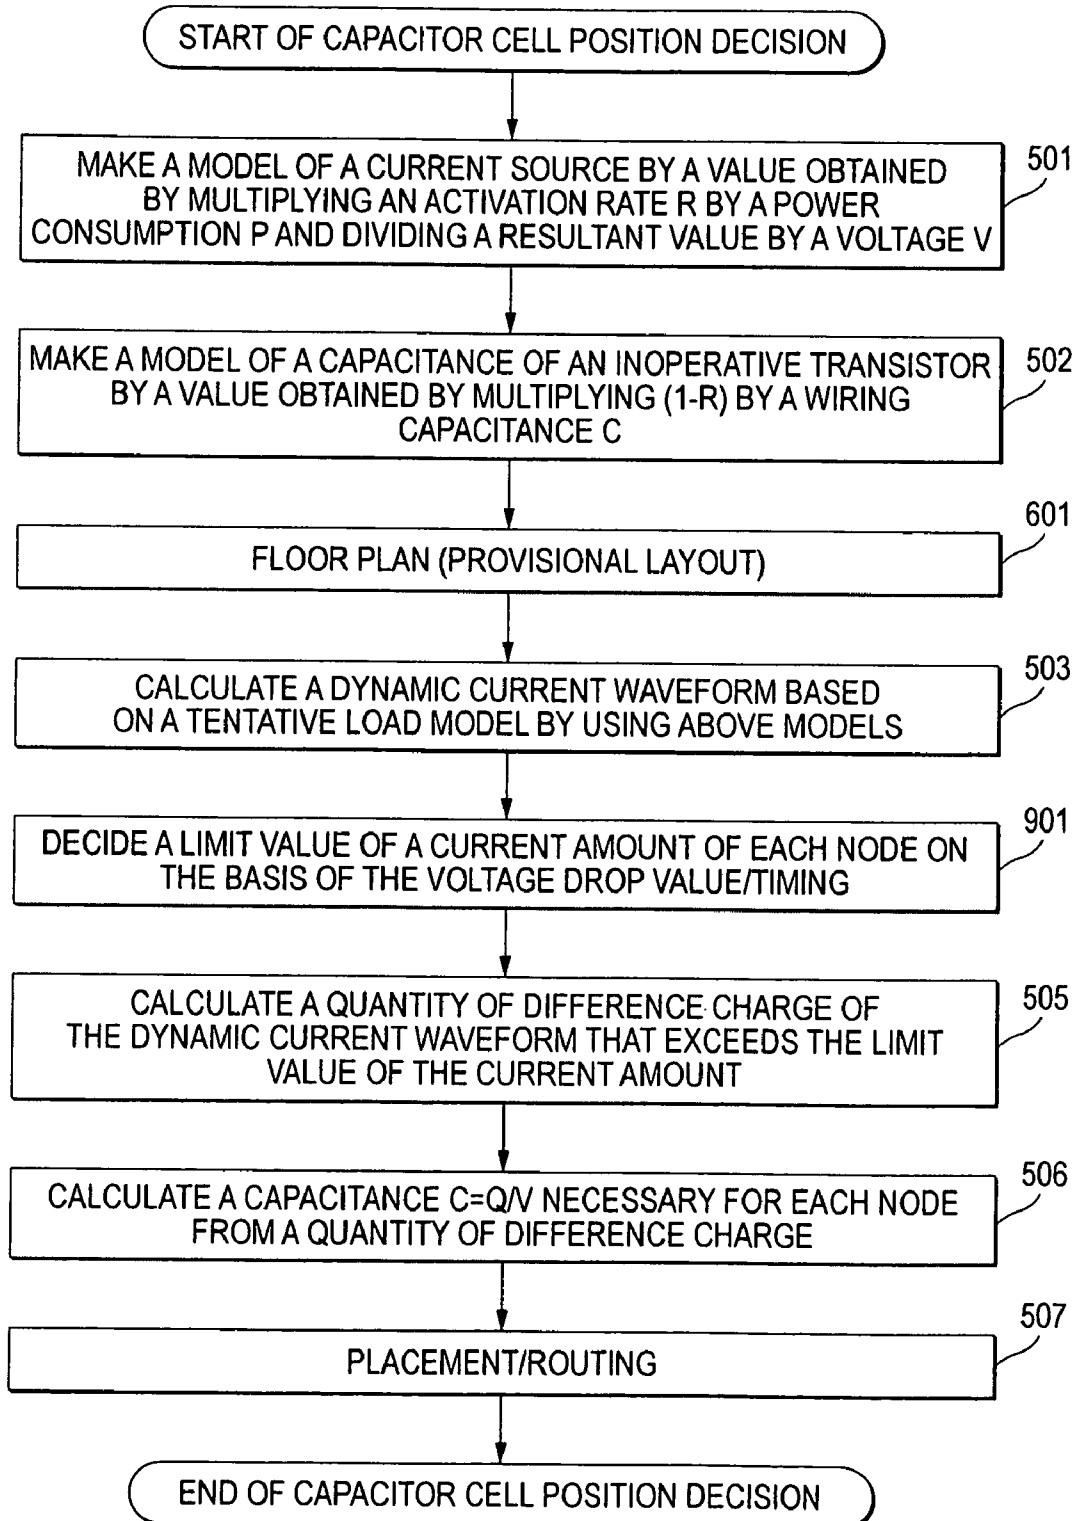 START OF CAPACITOR CELL POSITION DECISION
501
MAKE A MODEL OF A CURRENT SOURCE BY A VALUE OBTAINED
BY MULTIPLYING AN ACTIVATION RATE R BY A POWER
CONSUMPTION P AND DIVIDING A RESULTANT VALUE BY A VOLTAGE V
502
MAKE A MODEL OF A CAPACITANCE OF AN INOPERATIVE TRANSISTOR
BY A VALUE OBTAINED BY MULTIPLYING (1-R) BY A WIRING
CAPACITANCE C
601
FLOOR PLAN (PROVISIONAL LAYOUT)
503
CALCULATE A DYNAMIC CURRENT WAVEFORM BASED
ON A TENTATIVE LOAD MODEL BY USING ABOVE MODELS
901
DECIDE A LIMIT VALUE OF A CURRENT AMOUNT OF EACH NODE ON
THE BASIS OF THE VOLTAGE DROP VALUE/TIMING
505
CALCULATE A QUANTITY OF DIFFERENCE CHARGE OF
THE DYNAMIC CURRENT WAVEFORM THAT EXCEEDS THE LIMIT
VALUE OF THE CURRENT AMOUNT
506
CALCULATE A CAPACITANCE C=Q/V NECESSARY FOR EACH NODE
FROM A QUANTITY OF DIFFERENCE CHARGE
507
PLACEMENT/ROUTING
END OF CAPACITOR CELL POSITION DECISION